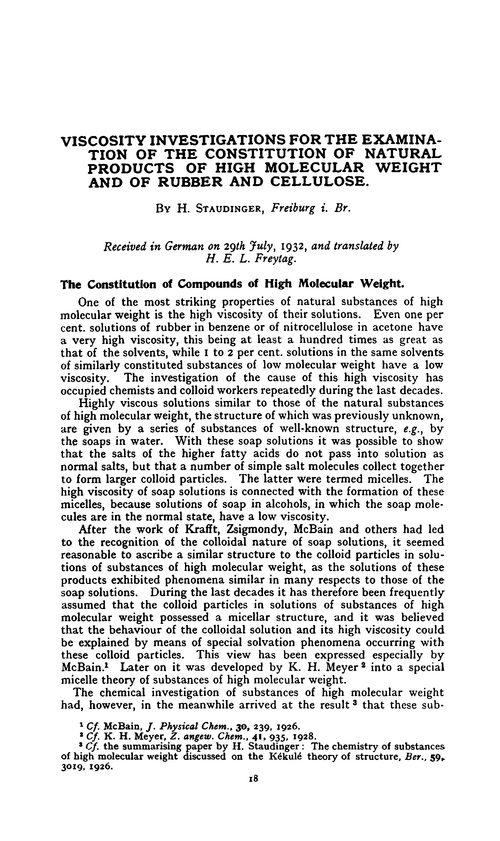 VISCOSITY INVESTIGATIONS FOR THE EXAMINA-
TION OF THE CONSTITUTION OF NATURAL
PRODUCTS OF HIGH MOLECULAR WEIGHT
AND OF RUBBER AND CELLULOSE.
BY H. STAUDINGER, Freiburg i. Br.
Received in German on 29th July, 1932, and translated by
H. E. L. Freytag.
The Constitution of Compounds of High Molecular Weight.
One of the most striking properties of natural substances of high
molecular weight is the high viscosity of their solutions. Even one per
cent. solutions of rubber in benzene or of nitrocellulose in acetone have
a very high viscosity, this being at least a hundred times as great as
that of the solvents, while 1 to 2 per cent. solutions in the same solvents
of similarly constituted substances of low molecular weight have a low
viscosity. The investigation of the cause of this high viscosity has
occupied chemists and colloid workers repeatedly during the last decades.
Highly viscous solutions similar to those of the natural substances
of high molecular weight, the structure of which was previously unknown,
are given by a series of substances of well-known structure, e.g., by
the soaps in water. With these soap solutions it was possible to show
that the salts of the higher fatty acids do not pass into solution as
normal salts, but that a number of simple salt molecules collect together
to form larger colloid particles. The latter were termed micelles. The
high viscosity of soap solutions is connected with the formation of these
micelles, because solutions of soap in alcohols, in which the soap mole-
cules are in the normal state, have a low viscosity.
After the work of Krafft, Zsigmondy, McBain and others had led
to the recognition of the colloidal nature of soap solutions, it seemed
reasonable to ascribe a similar structure to the colloid particles in solu-
tions of substances of high molecular weight, as the solutions of these
products exhibited phenomena similar in many respects to those of the
soap solutions. During the last decades it has therefore been frequently
assumed that the colloid particles in solutions of substances of high
molecular weight possessed a micellar structure, and it was believed
that the behaviour of the colloidal solution and its high viscosity could
be explained by means of special solvation phenomena occurring with
these colloid particles. This view has been expressed especially by
McBain.¹ Later on it was developed by K. H. Meyer ² into a special
micelle theory of substances of high molecular weight.
The chemical investigation of substances of high molecular weight
had, however, in the meanwhile arrived at the result ³ that these sub-
¹ Cf. McBain, J. Physical Chem., 30, 239, 1926.
² Cf. K. H. Meyer, Z. angew. Chem., 41, 935, 1928.
³ Cf. the summarising paper by H. Staudinger: The chemistry of substances
of high molecular weight discussed on the Kékulé theory of structure, Ber., 59,
3019, 1926.
18